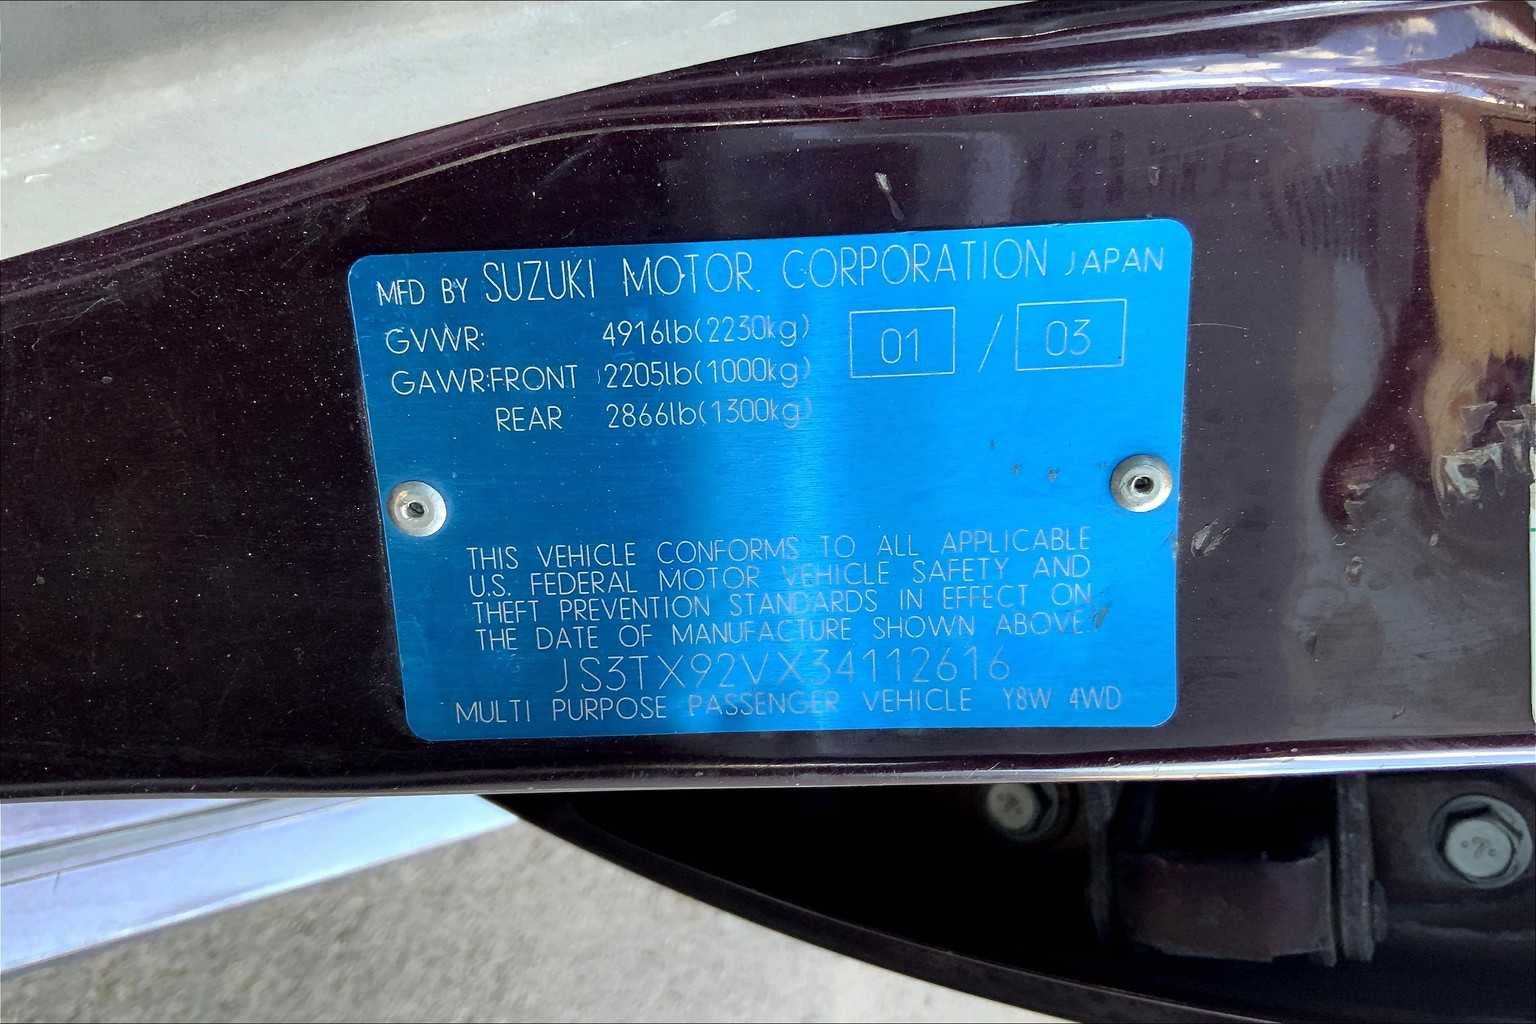 MFD BY SUZUKI MOTOR CORPORATION JAPAN
GVWR: 4916lb(2230kg) 01 / 03
GAWR:FRONT 2205lb(1000kg)
REAR 2866lb(1300kg)
THIS VEHICLE CONFORMS TO ALL APPLICABLE
U.S. FEDERAL MOTOR VEHICLE SAFETY AND
THEFT PREVENTION STANDARDS IN EFFECT ON
THE DATE OF MANUFACTURE SHOWN ABOVE.
JS3TX92VX34112616
MULTI PURPOSE PASSENGER VEHICLE Y8W 4WD